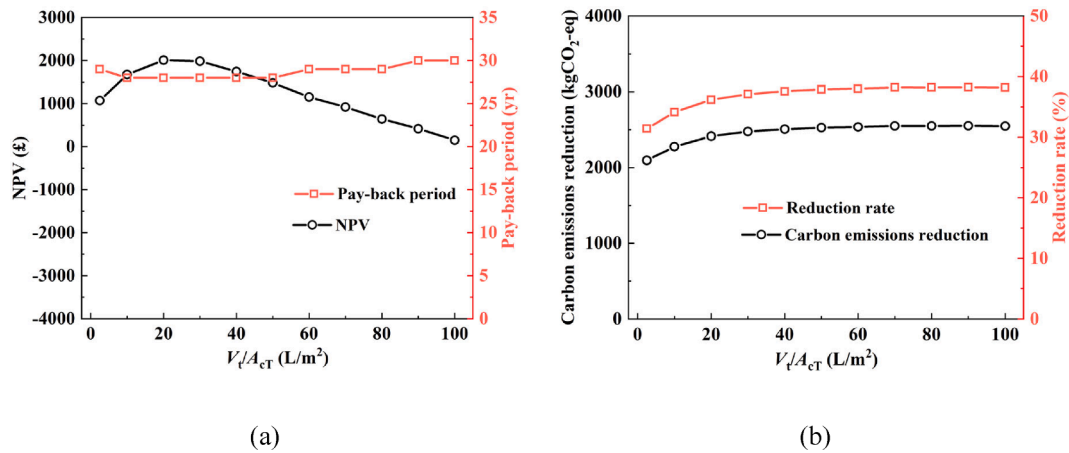 3000
2000
1000
0
-1000
-2000
-3000
-4000
NPV (£)
35
30
25
20
15
10
5
0
Pay-back period (yr)
Pay-back period
NPV
0 20 40 60 80 100
Vt/AcT (L/m²)
(a)
4000
3000
2000
1000
0
Carbon emissions reduction (kgCO₂-eq)
50
40
30
20
10
0
Reduction rate (%)
Reduction rate
Carbon emissions reduction
0 20 40 60 80 100
Vt/AcT (L/m²)
(b)